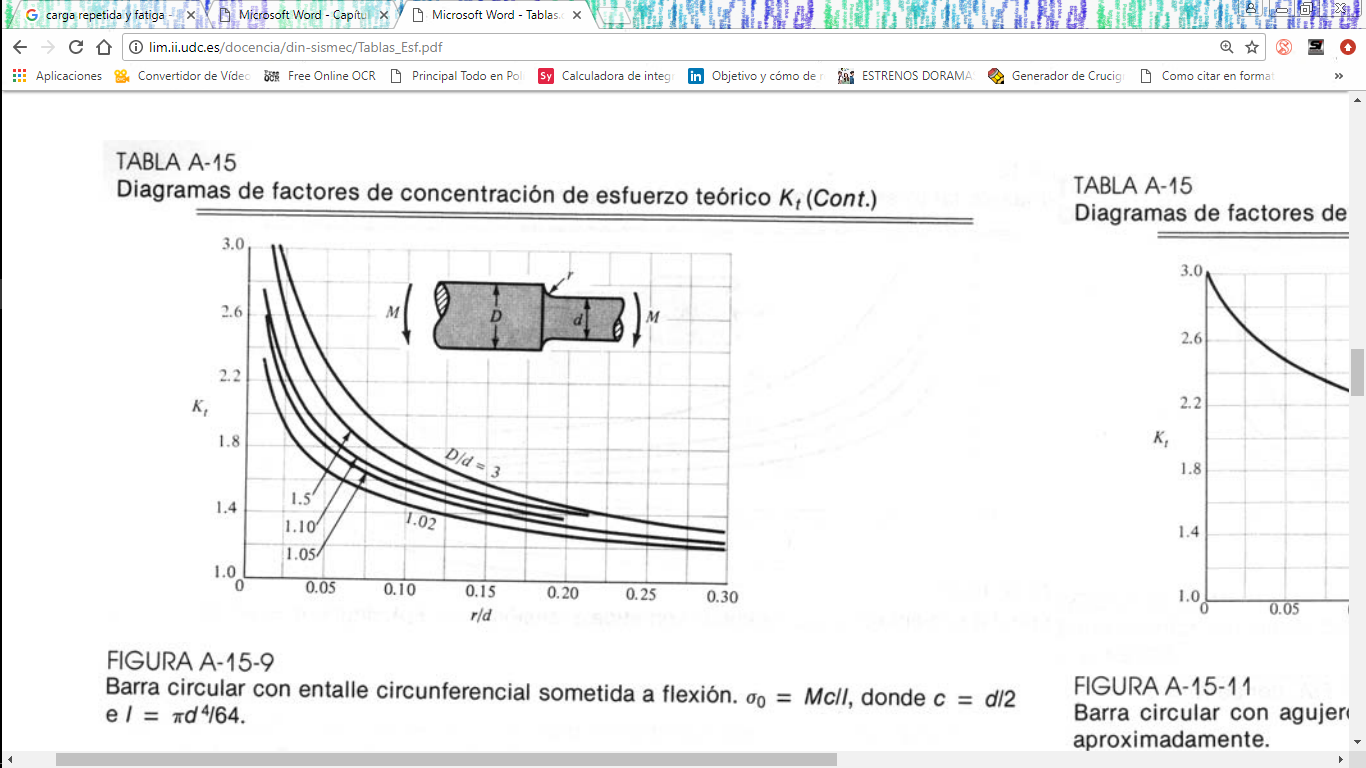 carga repetida y fatiga -
Microsoft Word - Capítul
Microsoft Word - Tablas.
lim.ii.udc.es/docencia/din-sismec/Tablas_Esf.pdf
Aplicaciones
Convertidor de Vídeo
Free Online OCR
Principal Todo en Pol
Calculadora de integr
Objetivo y cómo de r
ESTRENOS DORAMA
Generador de Crucig
Como citar en format
»
TABLA A-15
Diagramas de factores de concentración de esfuerzo teórico Kt (Cont.)
3.0
2.6
2.2
Kt
1.8
1.4
1.0
0
0.05
0.10
0.15
0.20
0.25
0.30
r/d
M
D
d
r
M
D/d = 3
1.5
1.10
1.05
1.02
FIGURA A-15-9
Barra circular con entalle circunferencial sometida a flexión. σ0 = Mc/I, donde c = d/2
e I = πd⁴/64.
TABLA A-15
Diagramas de factores de
3.0
2.6
2.2
Kt
1.8
1.4
1.0
0
0.05
FIGURA A-15-11
Barra circular con agujero
aproximadamente.